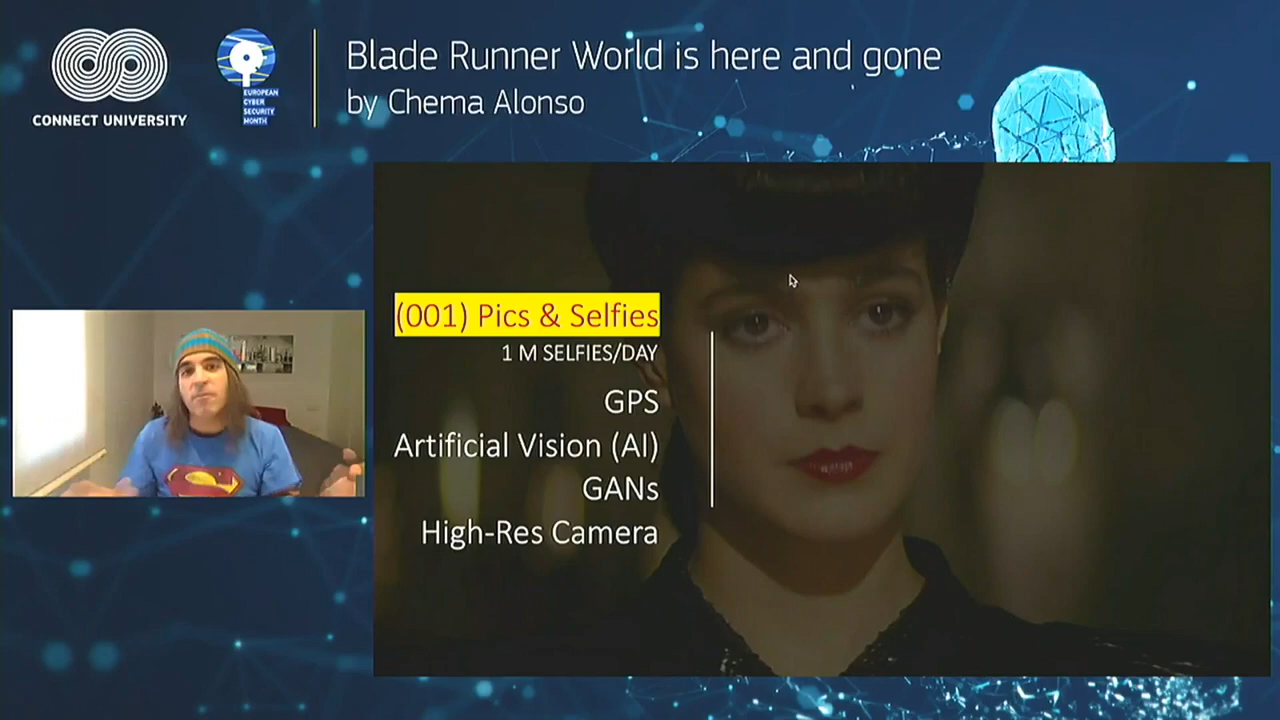 CONNECT UNIVERSITY
EUROPEAN
CYBER
SECURITY
MONTH
Blade Runner World is here and gone
by Chema Alonso
(001) Pics & Selfies
1 M SELFIES/DAY
GPS
Artificial Vision (AI)
GANs
High-Res Camera